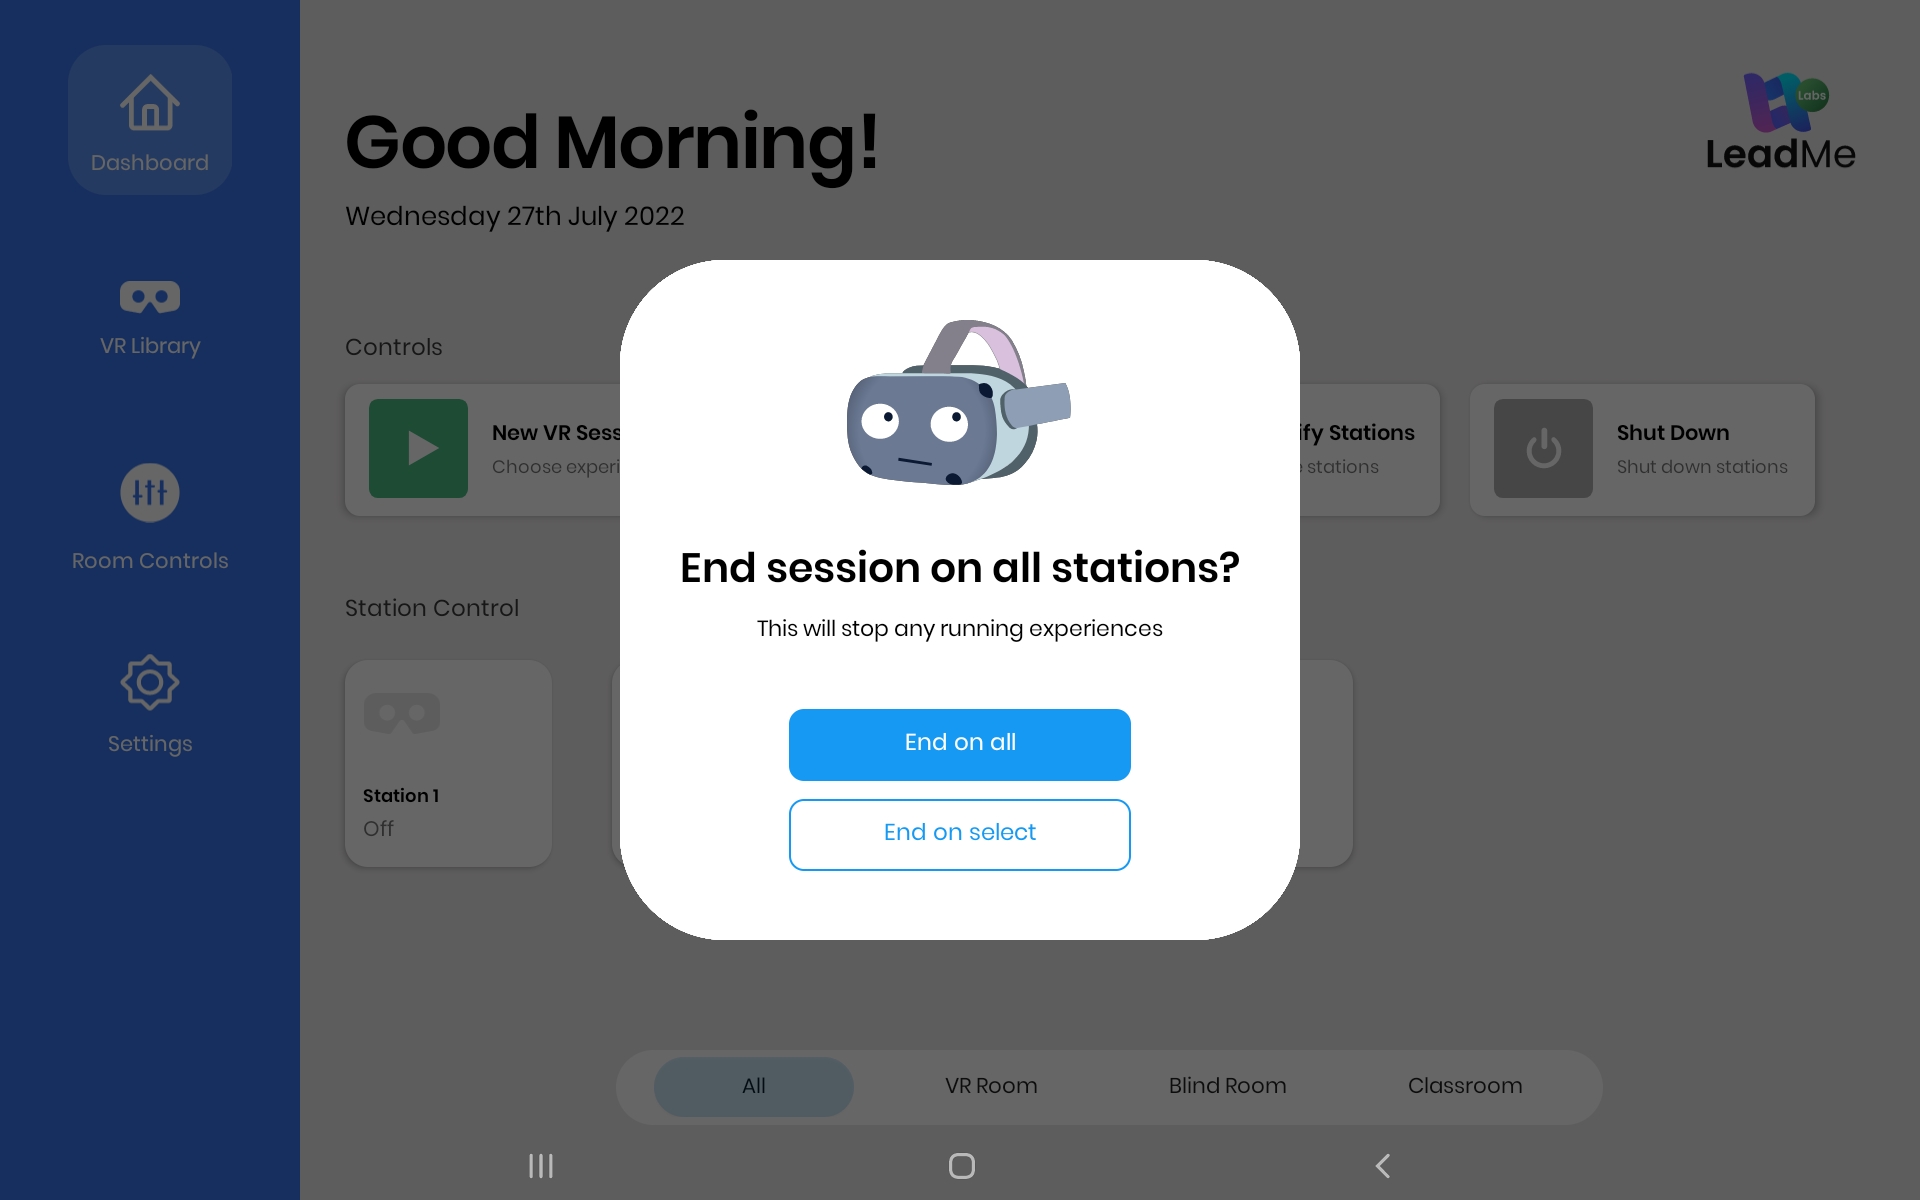 Dashboard
VR Library
Room Controls
Settings
Good Morning!
Wednesday 27th July 2022
Labs
LeadMe
Controls
New VR Sess
Choose experi
ify Stations
stations
Shut Down
Shut down stations
Station Control
Station 1
Off
End session on all stations?
This will stop any running experiences
End on all
End on select
All
VR Room
Blind Room
Classroom